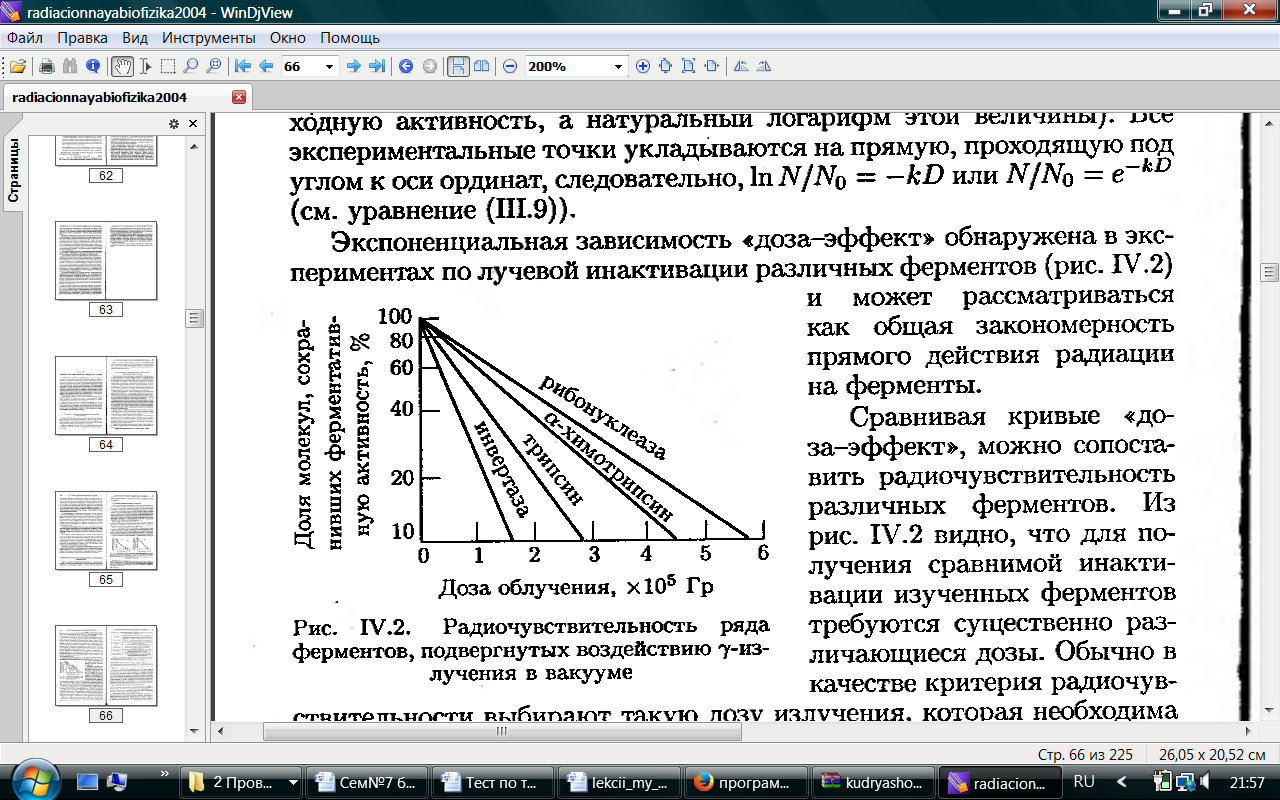 radiacionnayabiofizika2004 - WinDjView
Файл Правка Вид Инструменты Окно Помощь
66 200%
radiacionnayabiofizika2004
Страницы
62
63
64
65
66
ходную активность, а натуральный логарифм этой величины). Все
экспериментальные точки укладываются на прямую, проходящую под
углом к оси ординат, следовательно, ln N/N₀ = −kD или N/N₀ = e⁻ᵏᴰ
(см. уравнение (III.9)).
Экспоненциальная зависимость «доза–эффект» обнаружена в экс-
периментах по лучевой инактивации различных ферментов (рис. IV.2)
и может рассматриваться
как общая закономерность
прямого действия радиации
на ферменты.
Сравнивая кривые «до-
за–эффект», можно сопоста-
вить радиочувствительность
различных ферментов. Из
рис. IV.2 видно, что для по-
лучения сравнимой инакти-
вации изученных ферментов
требуются существенно раз-
личающиеся дозы. Обычно в
качестве критерия радиочув-
ствительности выбирают такую дозу излучения, которая необходима
Доля молекул, сохра-
нивших ферментатив-
ную активность, %
100
80
60
40
20
10
0 1 2 3 4 5 6
инвертаза
трипсин
α-химотрипсин
рибонуклеаза
Доза облучения, ×10⁵ Гр
Рис. IV.2. Радиочувствительность ряда
ферментов, подвергнутых воздействию γ-из-
лучения в вакууме
Стр. 66 из 225 26,05 x 20,52 см
2 Пров... Сем№7 б... Тест по т... lekcii_my_... програм... kudryasho... radiacion... RU 21:57